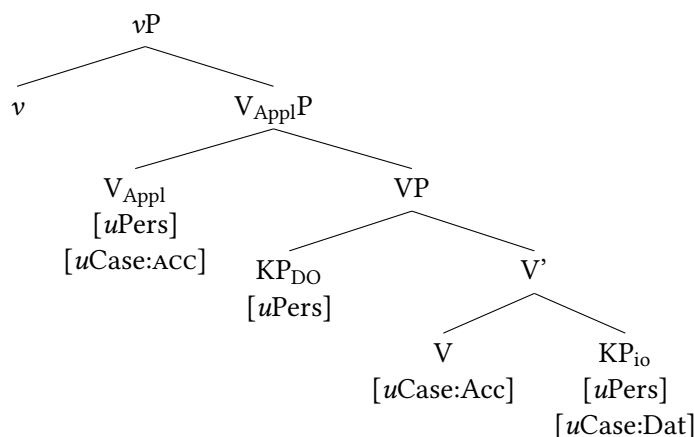 vP
v V_ApplP
V_Appl VP
[uPers]
[uCase:ACC] KP_DO V’
[uPers]
V KP_io
[uCase:Acc] [uPers]
[uCase:Dat]